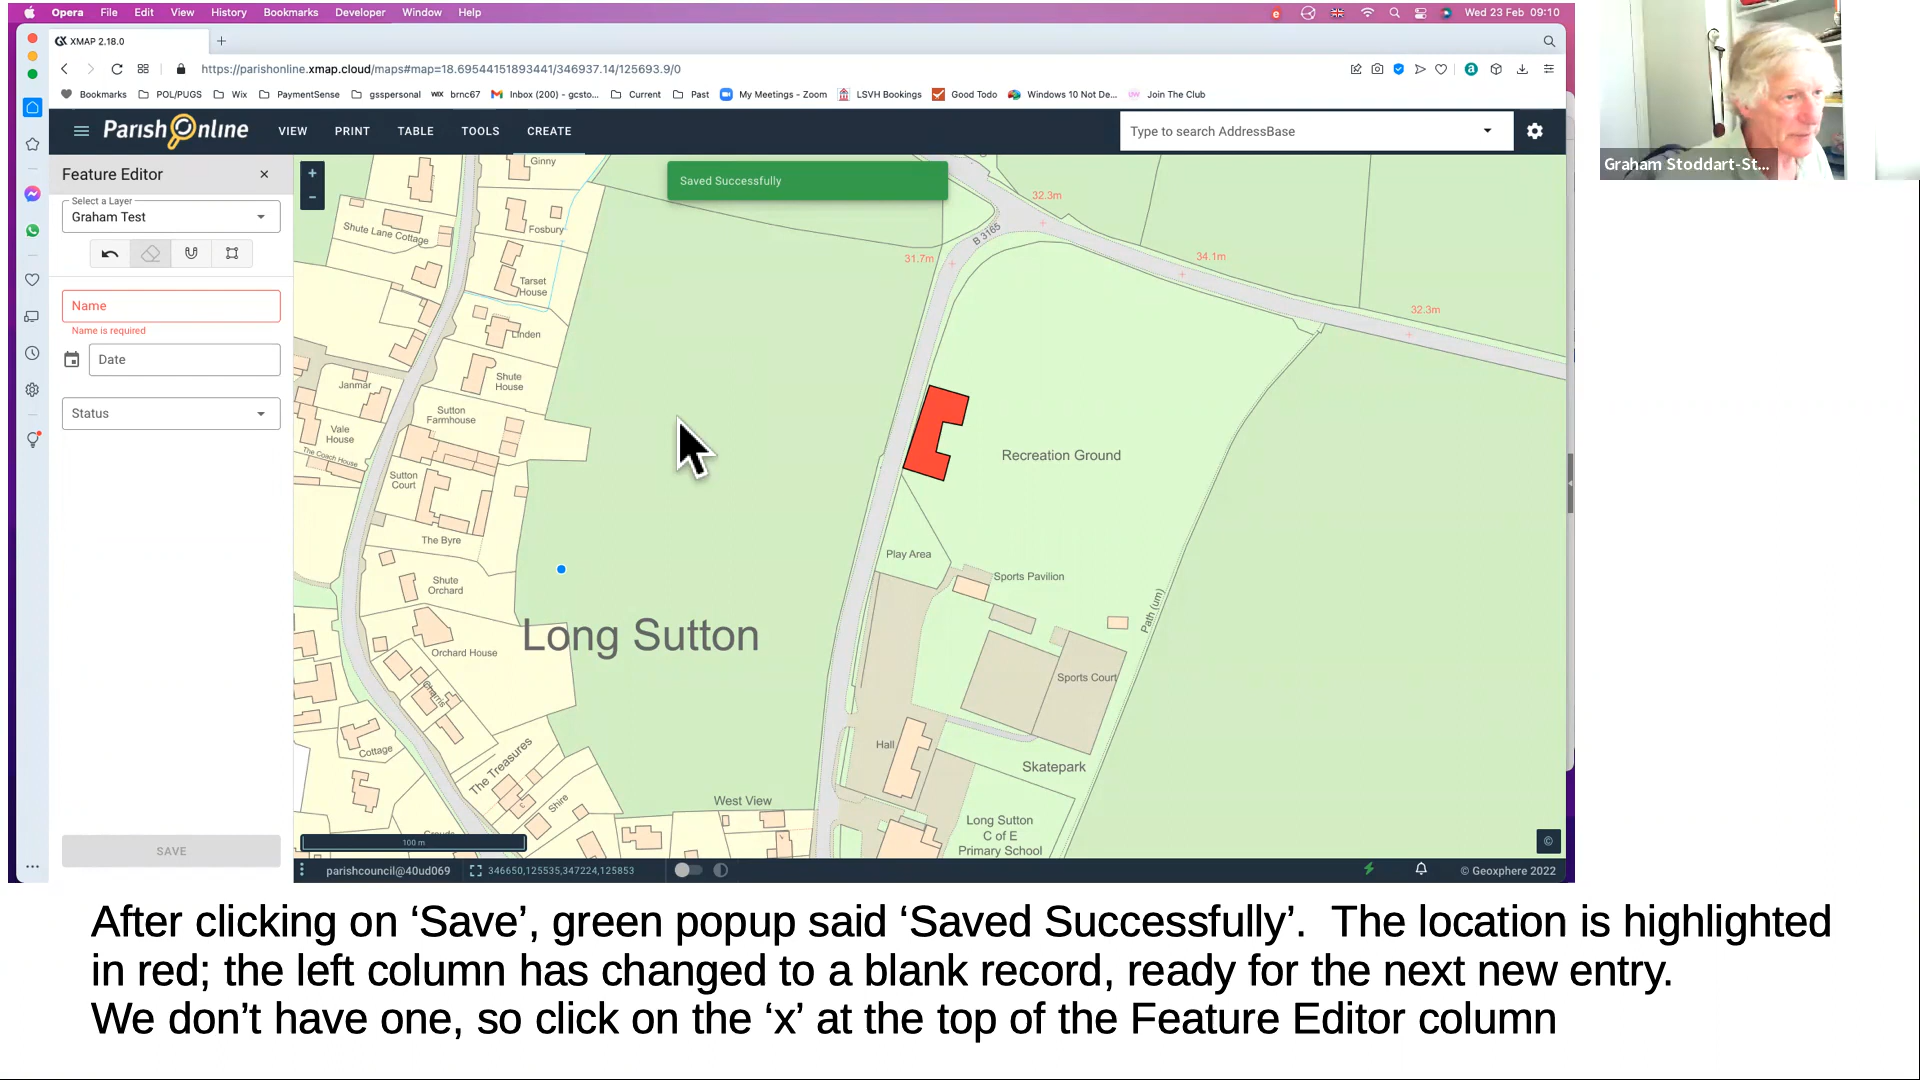 Opera File Edit View History Bookmarks Developer Window Help
Wed 23 Feb 09:10
XMAP 2.18.0
https://parishonline.xmap.cloud/maps#map=18.69544151893441/346937.14/125693.9/0
Bookmarks POL/PUGS Wix PaymentSense gsspersonal WIX brnc67 Inbox (200) - gcsto... Current Past My Meetings - Zoom LSVH Bookings Good Todo Windows 10 Not De... Join The Club
Parish Online VIEW PRINT TABLE TOOLS CREATE
Type to search AddressBase
Graham Stoddart-St...
Feature Editor ×
Select a Layer
Graham Test
Name
Name is required
Date
Status
SAVE
+
-
Saved Successfully
Ginny
Shute Lane Cottage
Fosbury
Tarset
House
Linden
Shute
House
Janmar
Sutton
Farmhouse
Vale
House
The Coach House
Sutton
Court
The Byre
Shute
Orchard
Orchard House
Charris
Cottage
The Treasures
Shire
West View
Long Sutton
B 3165
31.7m
32.3m
34.1m
32.3m
Recreation Ground
Play Area
Sports Pavilion
Path (um)
Sports Court
Hall
Skatepark
Long Sutton
C of E
Primary School
100 m
©
parishcouncil@40ud069 346650,125535,347224,125853
© Geoxphere 2022
After clicking on ‘Save’, green popup said ‘Saved Successfully’. The location is highlighted
in red; the left column has changed to a blank record, ready for the next new entry.
We don’t have one, so click on the ‘x’ at the top of the Feature Editor column